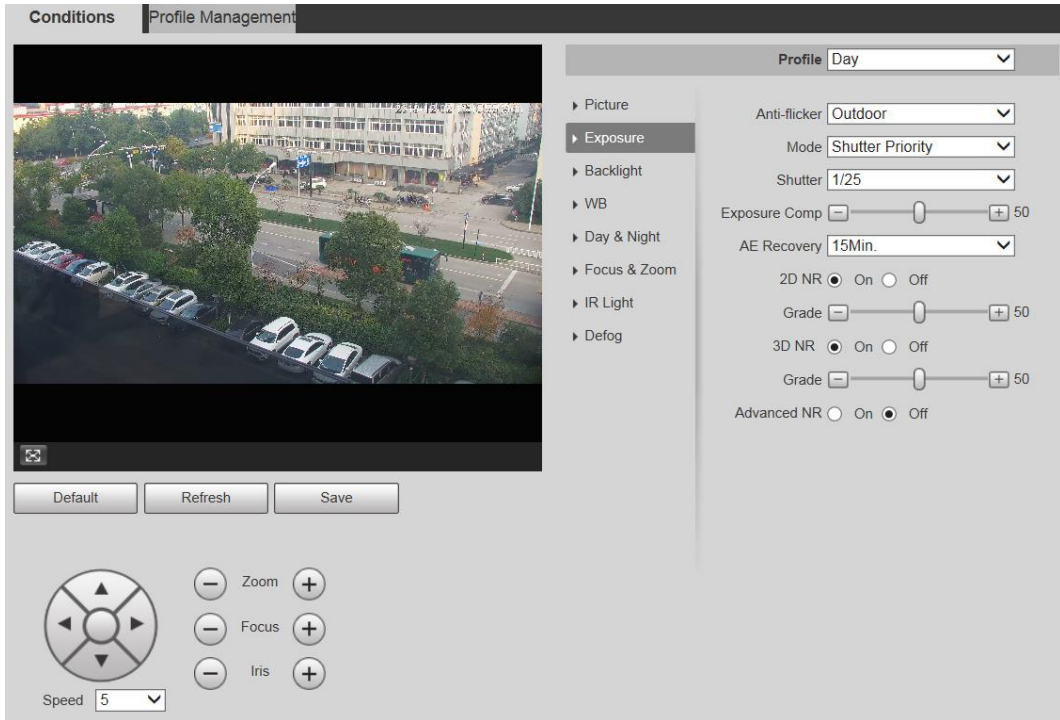 Conditions
Profile Management
Profile Day
Picture
Exposure
Backlight
WB
Day & Night
Focus & Zoom
IR Light
Defog
Anti-flicker Outdoor
Mode Shutter Priority
Shutter 1/25
Exposure Comp 50
AE Recovery 15Min.
2D NR On Off
Grade 50
3D NR On Off
Grade 50
Advanced NR On Off
Default Refresh Save
Zoom
Focus
Iris
Speed 5